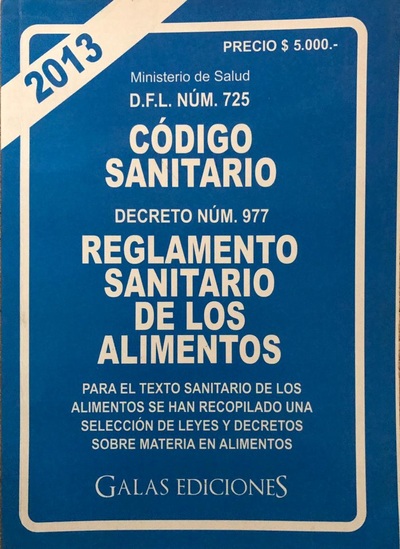 2013
PRECIO $ 5.000.-
Ministerio de Salud
D.F.L. NÚM. 725
CÓDIGO
SANITARIO
DECRETO NÚM. 977
REGLAMENTO
SANITARIO
DE LOS
ALIMENTOS
PARA EL TEXTO SANITARIO DE LOS
ALIMENTOS SE HAN RECOPILADO UNA
SELECCIÓN DE LEYES Y DECRETOS
SOBRE MATERIA EN ALIMENTOS
GALAS EDICIONES